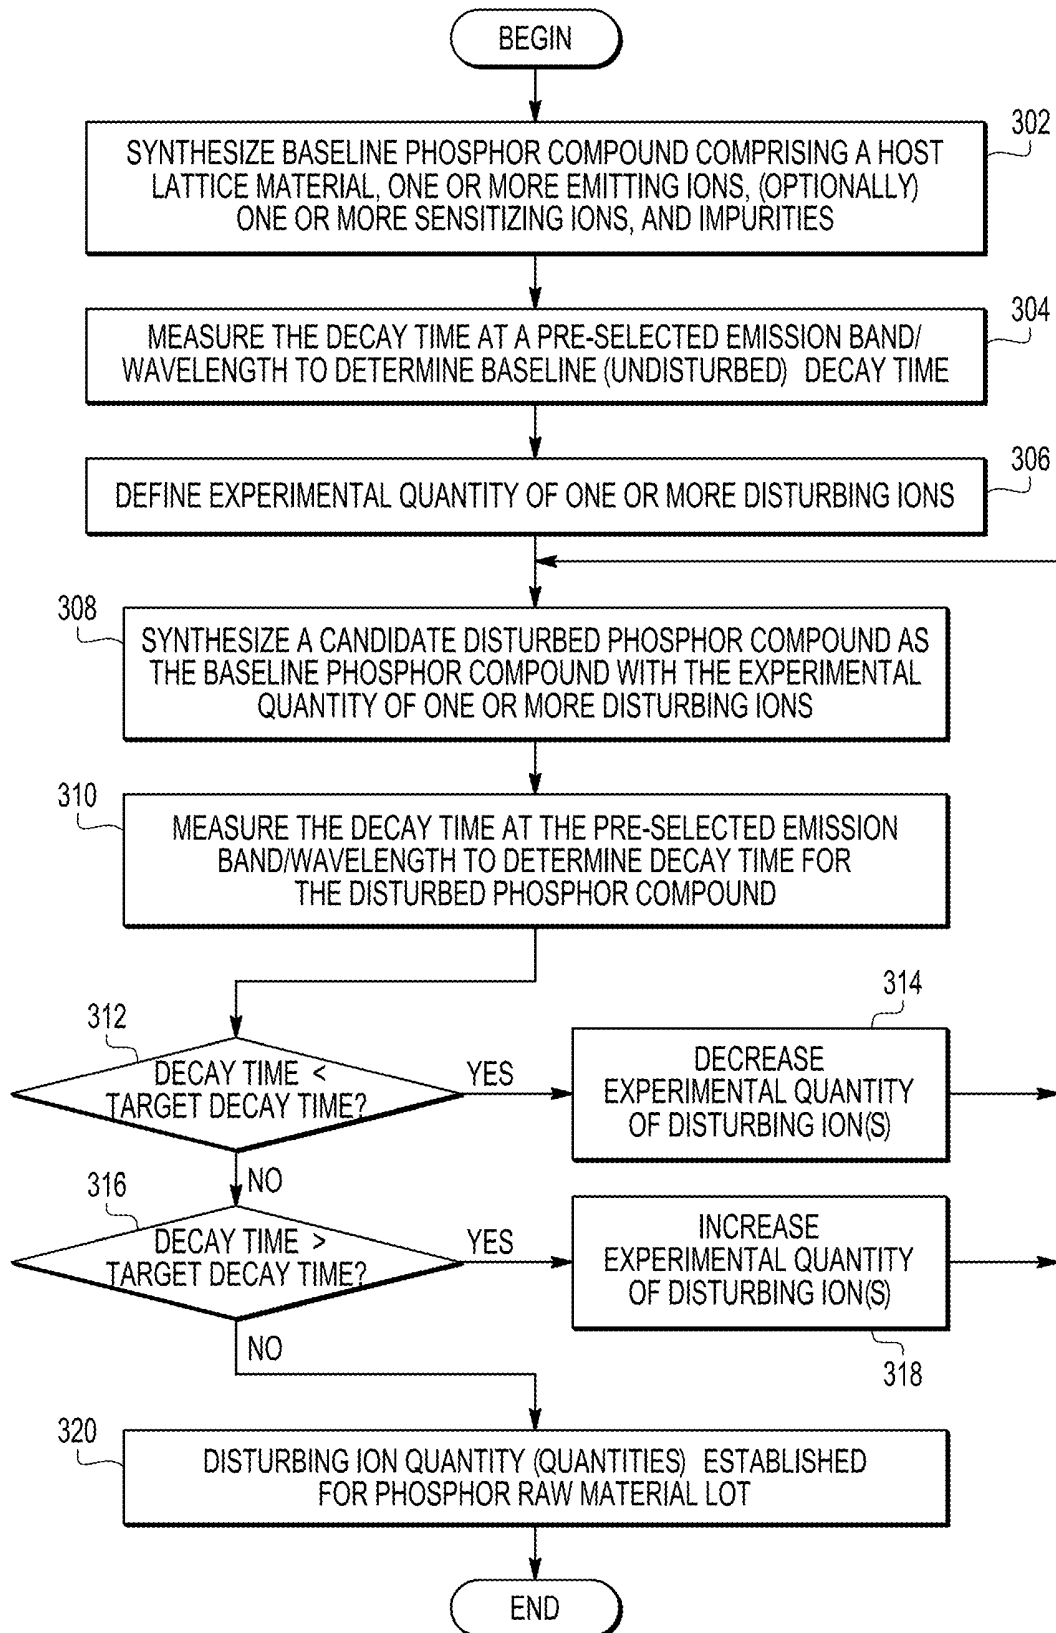 BEGIN
302
SYNTHESIZE BASELINE PHOSPHOR COMPOUND COMPRISING A HOST
LATTICE MATERIAL, ONE OR MORE EMITTING IONS, (OPTIONALLY)
ONE OR MORE SENSITIZING IONS, AND IMPURITIES
304
MEASURE THE DECAY TIME AT A PRE-SELECTED EMISSION BAND/
WAVELENGTH TO DETERMINE BASELINE (UNDISTURBED) DECAY TIME
306
DEFINE EXPERIMENTAL QUANTITY OF ONE OR MORE DISTURBING IONS
308
SYNTHESIZE A CANDIDATE DISTURBED PHOSPHOR COMPOUND AS
THE BASELINE PHOSPHOR COMPOUND WITH THE EXPERIMENTAL
QUANTITY OF ONE OR MORE DISTURBING IONS
310
MEASURE THE DECAY TIME AT THE PRE-SELECTED EMISSION
BAND/WAVELENGTH TO DETERMINE DECAY TIME FOR
THE DISTURBED PHOSPHOR COMPOUND
312
DECAY TIME <
TARGET DECAY TIME?
YES
314
DECREASE
EXPERIMENTAL QUANTITY
OF DISTURBING ION(S)
NO
316
DECAY TIME >
TARGET DECAY TIME?
YES
INCREASE
EXPERIMENTAL QUANTITY
OF DISTURBING ION(S)
318
NO
320
DISTURBING ION QUANTITY (QUANTITIES) ESTABLISHED
FOR PHOSPHOR RAW MATERIAL LOT
END